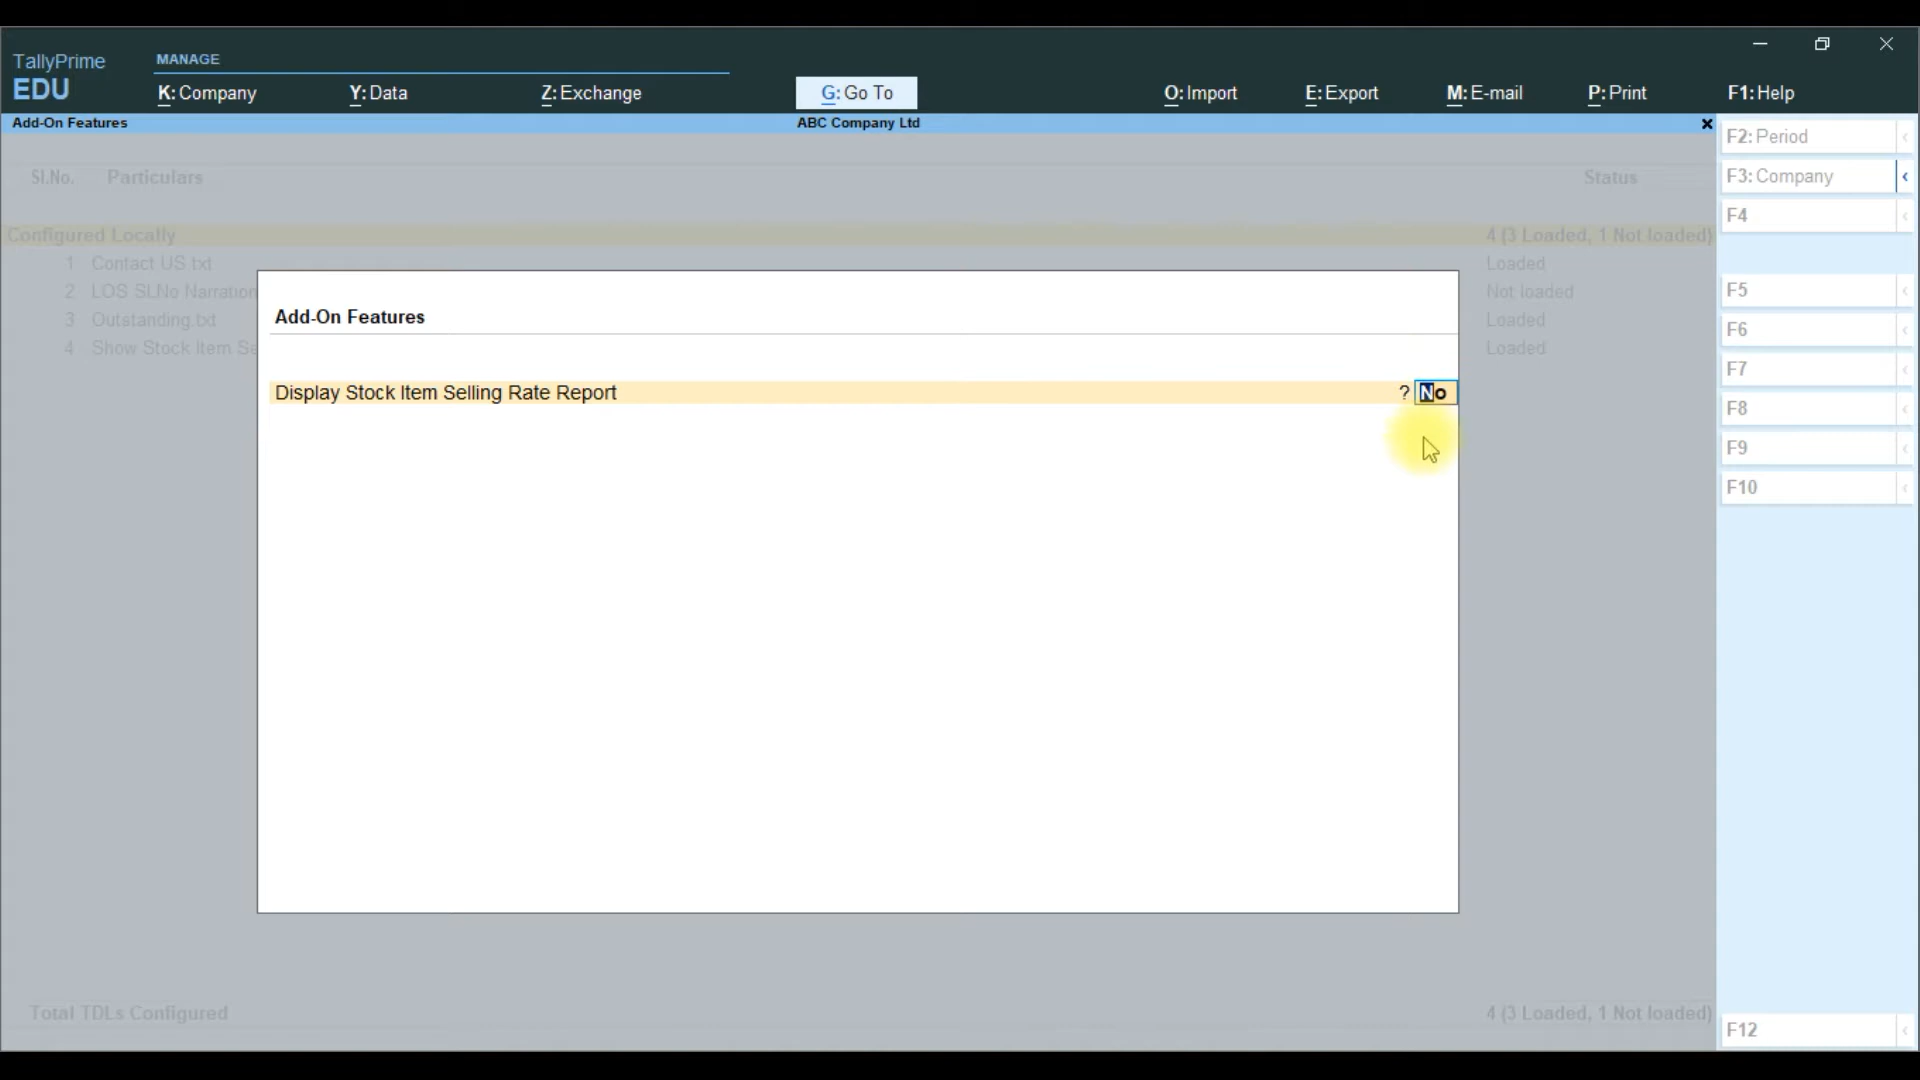 TallyPrime
EDU
MANAGE
K: Company
Y: Data
Z: Exchange
G: Go To
O: Import
E: Export
M: E-mail
P: Print
F1: Help
Add-On Features
ABC Company Ltd
Sl.No. Particulars Status
Configured Locally 4 (3 Loaded, 1 Not loaded)
1 Contact US.txt Loaded
2 LOS SLNo Narration Not loaded
3 Outstanding.txt Loaded
4 Show Stock Item Loaded
Add-On Features
Display Stock Item Selling Rate Report ? No
Total TDLs Configured 4 (3 Loaded, 1 Not loaded)
F2: Period
F3: Company
F4
F5
F6
F7
F8
F9
F10
F12